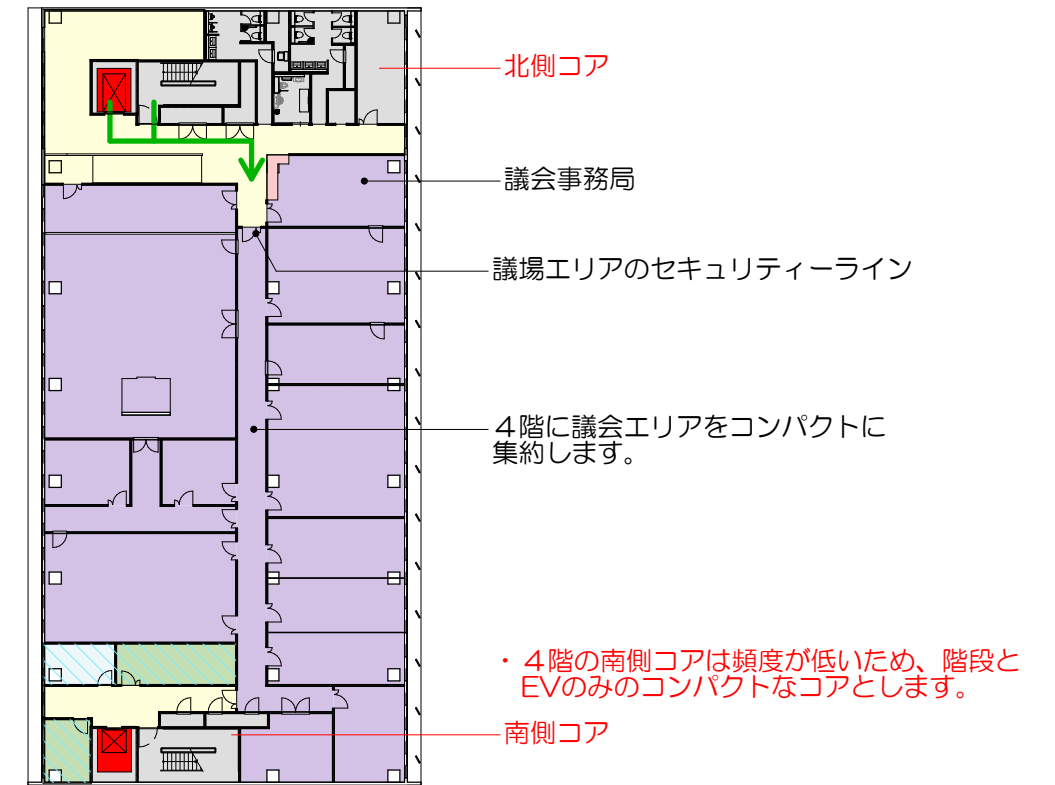 北側コア
議会事務局
議場エリアのセキュリティーライン
４階に議会エリアをコンパクトに
集約します。
・４階の南側コアは頻度が低いため、階段と
EVのみのコンパクトなコアとします。
南側コア